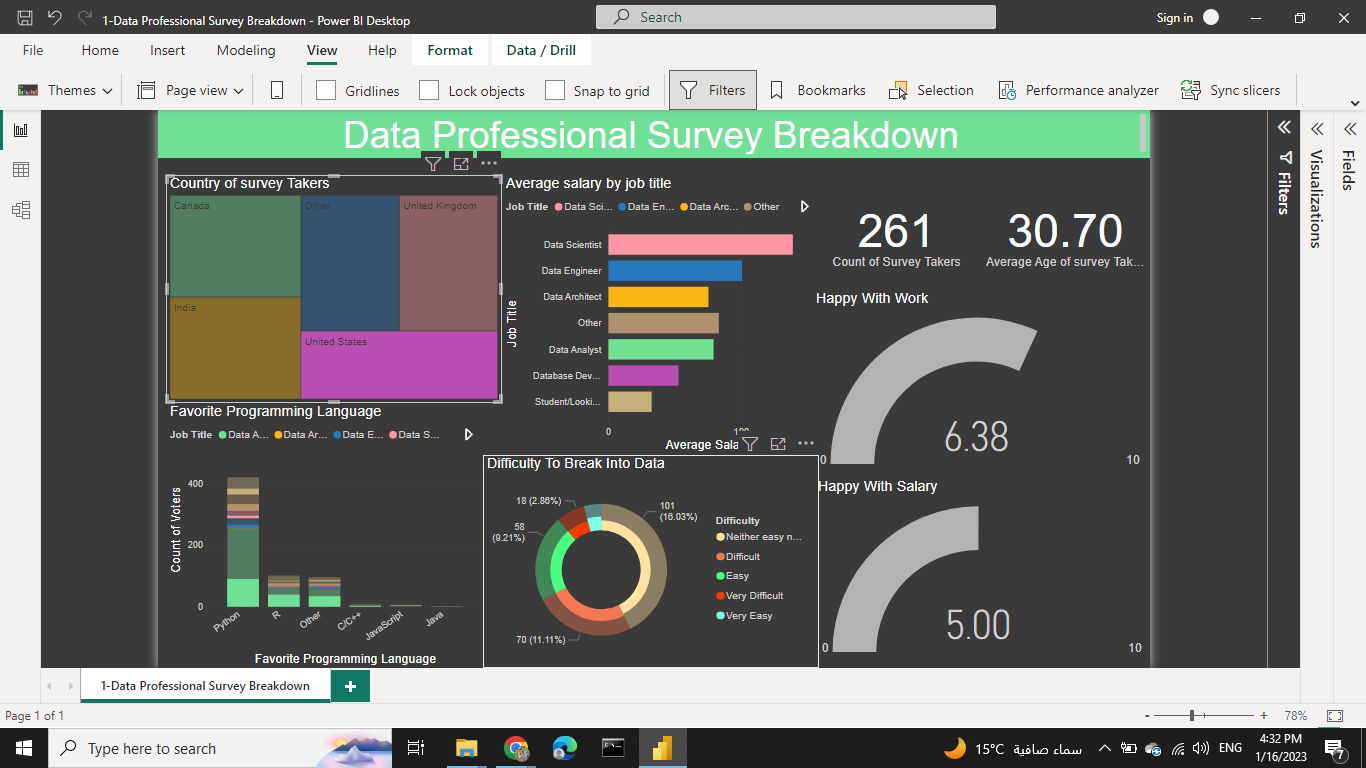 1-Data Professional Survey Breakdown - Power BI Desktop
Search
Sign in
File Home Insert Modeling View Help Format Data / Drill
Themes Page view Gridlines Lock objects Snap to grid Filters Bookmarks Selection Performance analyzer Sync slicers
Data Professional Survey Breakdown
Country of survey Takers
Canada
Other
United Kingdom
India
United States
Average salary by job title
Job Title Data Sci... Data En... Data Arc... Other
Job Title
Data Scientist
Data Engineer
Data Architect
Other
Data Analyst
Database Dev...
Student/Looki...
0
Average Sala
261
Count of Survey Takers
30.70
Average Age of survey Tak...
Happy With Work
6.38
0
10
Happy With Salary
5.00
0
10
Favorite Programming Language
Job Title Data A... Data Ar... Data E... Data S...
Count of Voters
400
200
0
Python
R
Other
C/C++
JavaScript
Java
Favorite Programming Language
Difficulty To Break Into Data
18 (2.86%)
101
(16.03%)
58
(9.21%)
70 (11.11%)
Difficulty
Neither easy n...
Difficult
Easy
Very Difficult
Very Easy
Filters
Visualizations
Fields
1-Data Professional Survey Breakdown
Page 1 of 1
78%
Type here to search
15°C سماء صافية
ENG
4:32 PM
1/16/2023
7